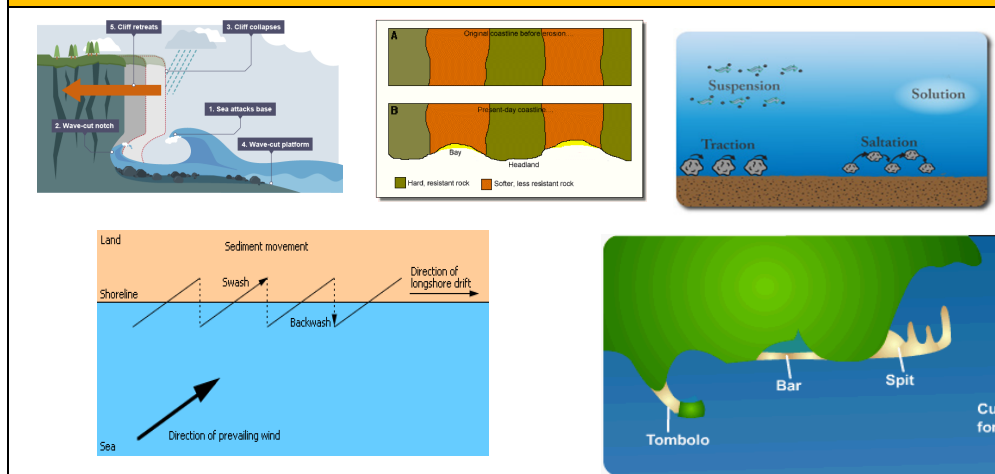 5. Cliff retreats
3. Cliff collapses
1. Sea attacks base
2. Wave-cut notch
4. Wave-cut platform
A
Original coastline before erosion...
B
Present-day coastline...
Bay
Headland
Hard, resistant rock
Softer, less resistant rock
Suspension
Solution
Traction
Saltation
Land
Sediment movement
Swash
Direction of
longshore drift
Shoreline
Backwash
Direction of prevailing wind
Sea
Bar
Spit
Tombolo
Cu
for